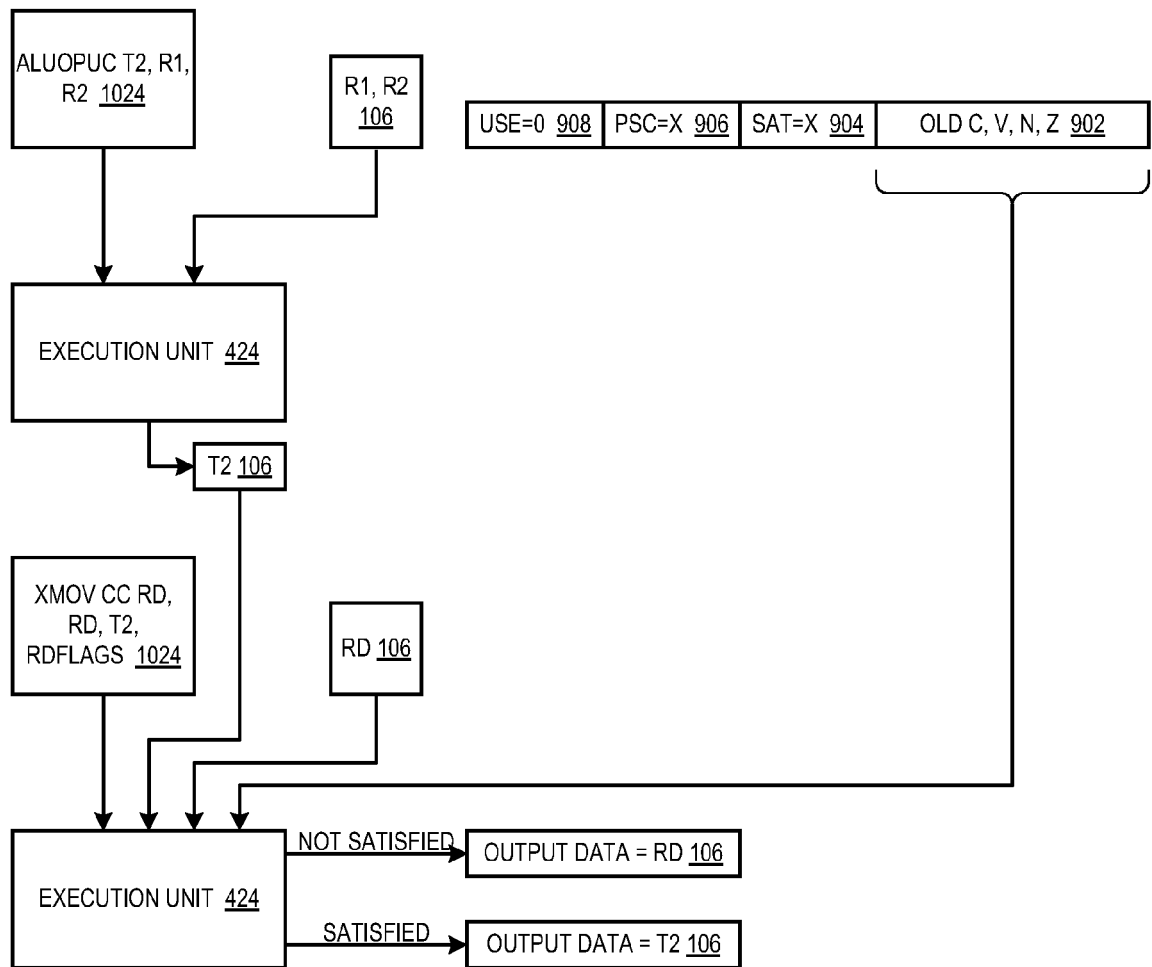 ALUOPUC T2, R1,
R2 1024
R1, R2
106
USE=0 908
PSC=X 906
SAT=X 904
OLD C, V, N, Z 902
EXECUTION UNIT 424
T2 106
XMOV CC RD,
RD, T2,
RDFLAGS 1024
RD 106
EXECUTION UNIT 424
NOT SATISFIED
OUTPUT DATA = RD 106
SATISFIED
OUTPUT DATA = T2 106